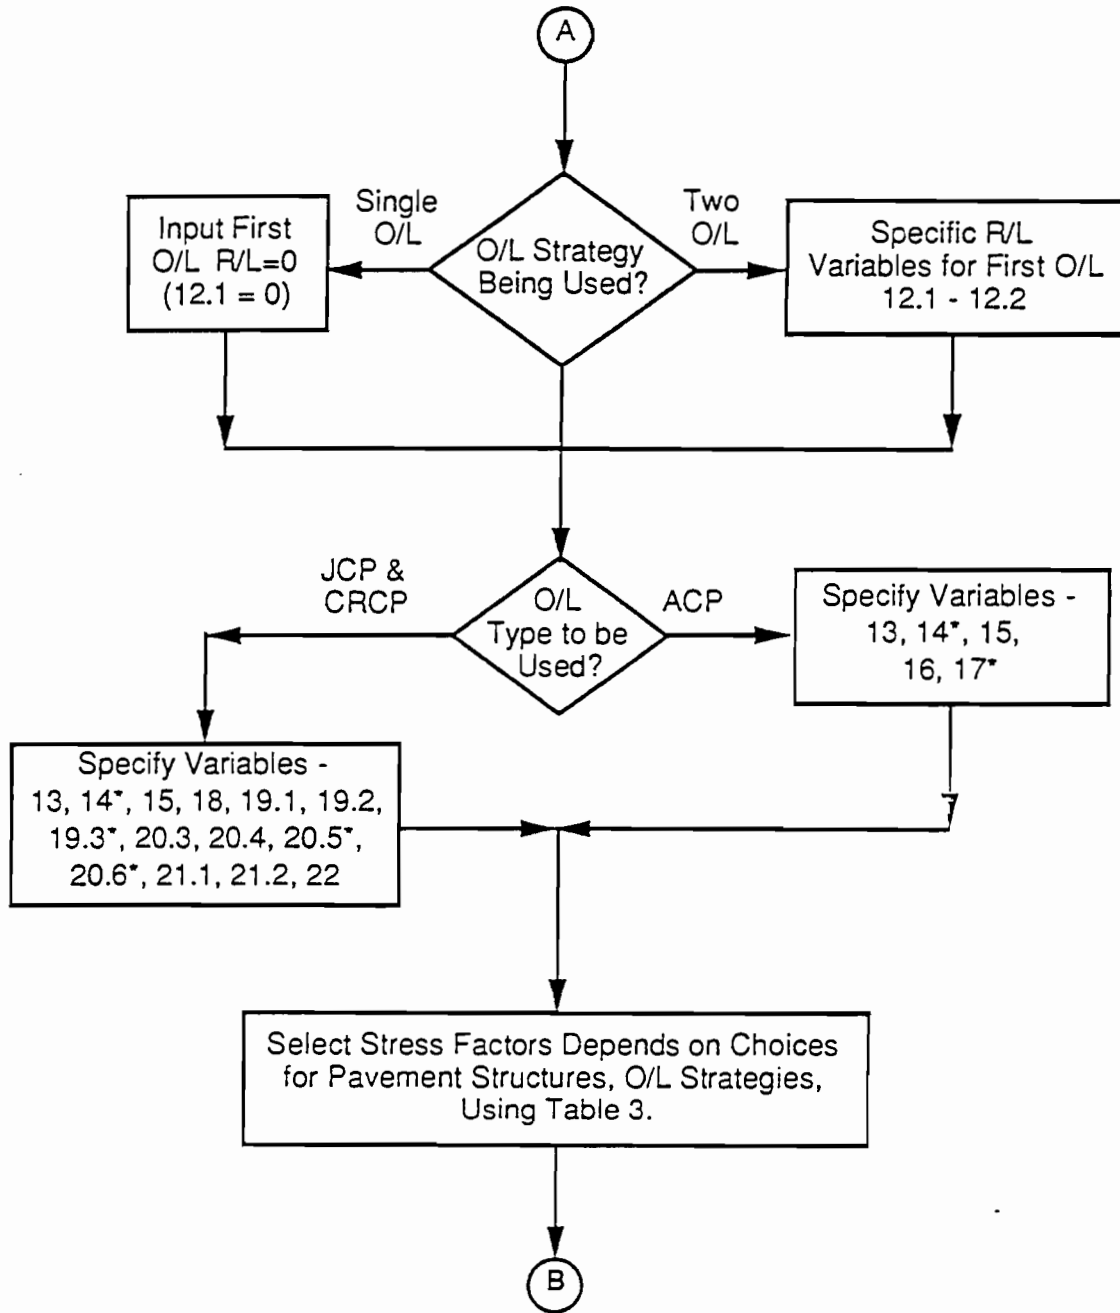 A
Single
O/L
Two
O/L
Input First
O/L R/L=0
(12.1 = 0)
O/L Strategy
Being Used?
Specific R/L
Variables for First O/L
12.1 - 12.2
JCP &
CRCP
O/L
Type to be
Used?
ACP
Specify Variables -
13, 14*, 15,
16, 17*
Specify Variables -
13, 14*, 15, 18, 19.1, 19.2,
19.3*, 20.3, 20.4, 20.5*,
20.6*, 21.1, 21.2, 22
Select Stress Factors Depends on Choices
for Pavement Structures, O/L Strategies,
Using Table 3.
B